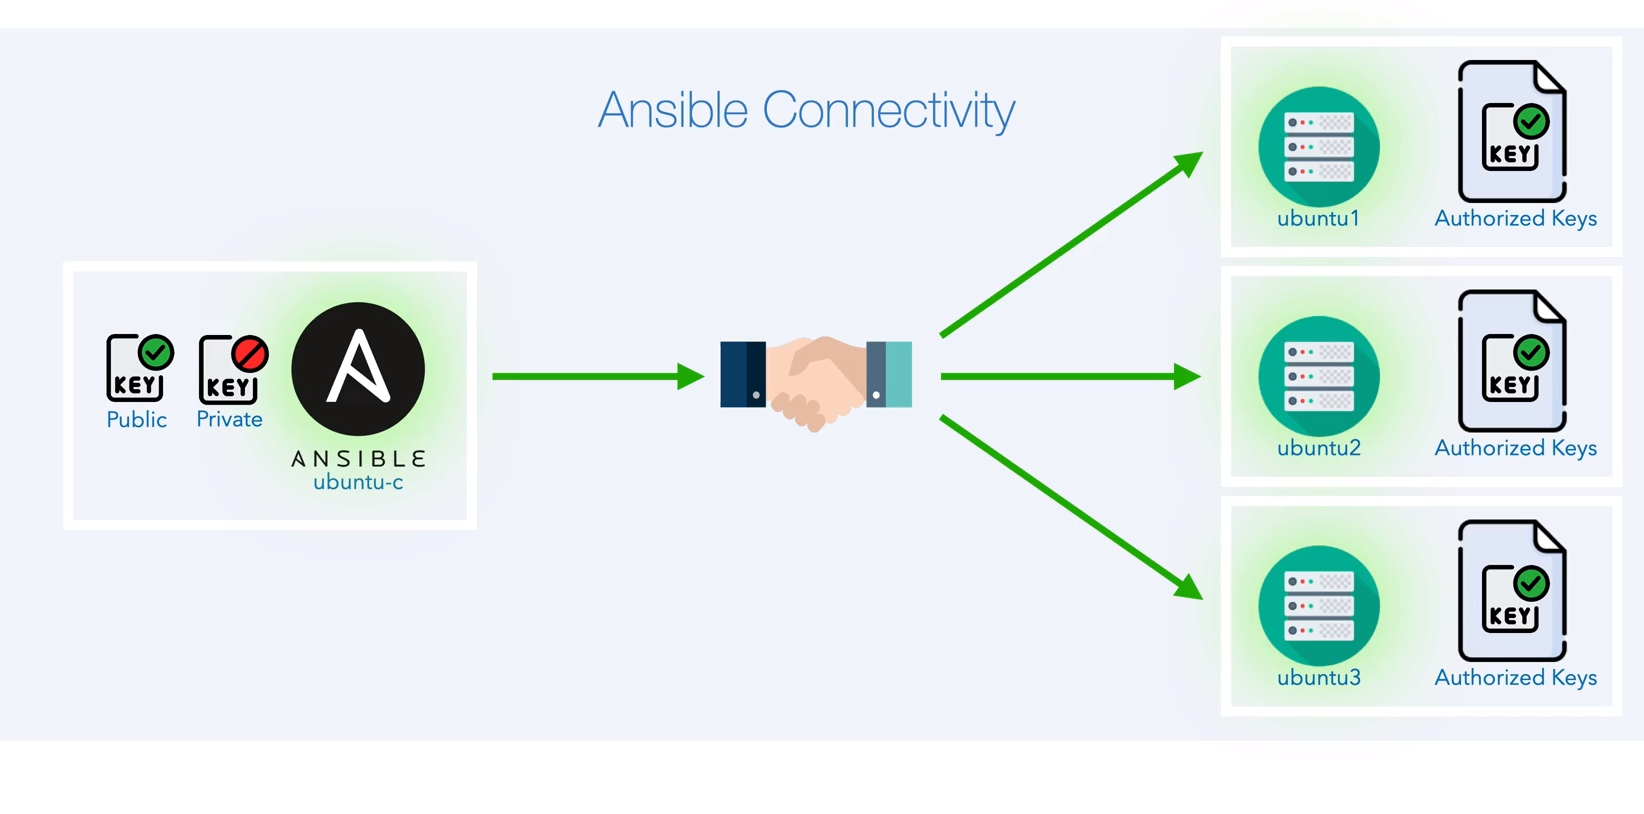 Ansible Connectivity
KEY
Public
KEY
Private
ANSIBLE
ubuntu-c
ubuntu1
KEY
Authorized Keys
ubuntu2
KEY
Authorized Keys
ubuntu3
KEY
Authorized Keys